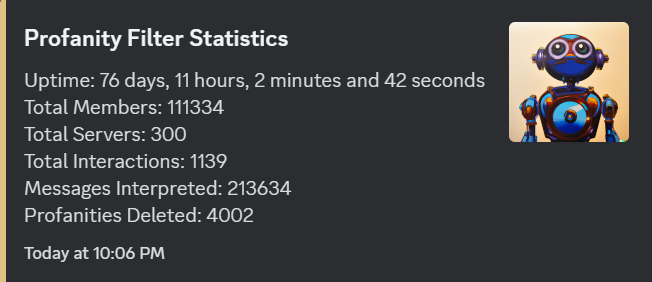 Profanity Filter Statistics
Uptime: 76 days, 11 hours, 2 minutes and 42 seconds
Total Members: 111334
Total Servers: 300
Total Interactions: 1139
Messages Interpreted: 213634
Profanities Deleted: 4002
Today at 10:06 PM